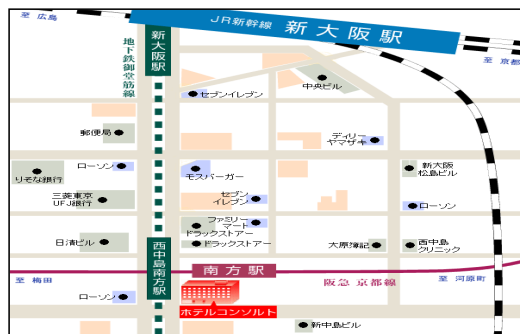 至 広島
JR新幹線 新大阪駅
至 京都
新大阪駅
地下鉄御堂筋線
セブンイレブン
中央ビル
郵便局
デイリー
ヤマザキ
ローソン
りそな銀行
モスバーガー
新大阪
松島ビル
三菱東京
UFJ銀行
セブン
イレブン
ローソン
ファミリー
マート
ドラックストアー
日清ビル
ドラックストアー
大原簿記
西中島
クリニック
西中島南方駅
南方駅
至 梅田
阪急 京都線
至 河原町
ローソン
ホテルコンソルト
新中島ビル